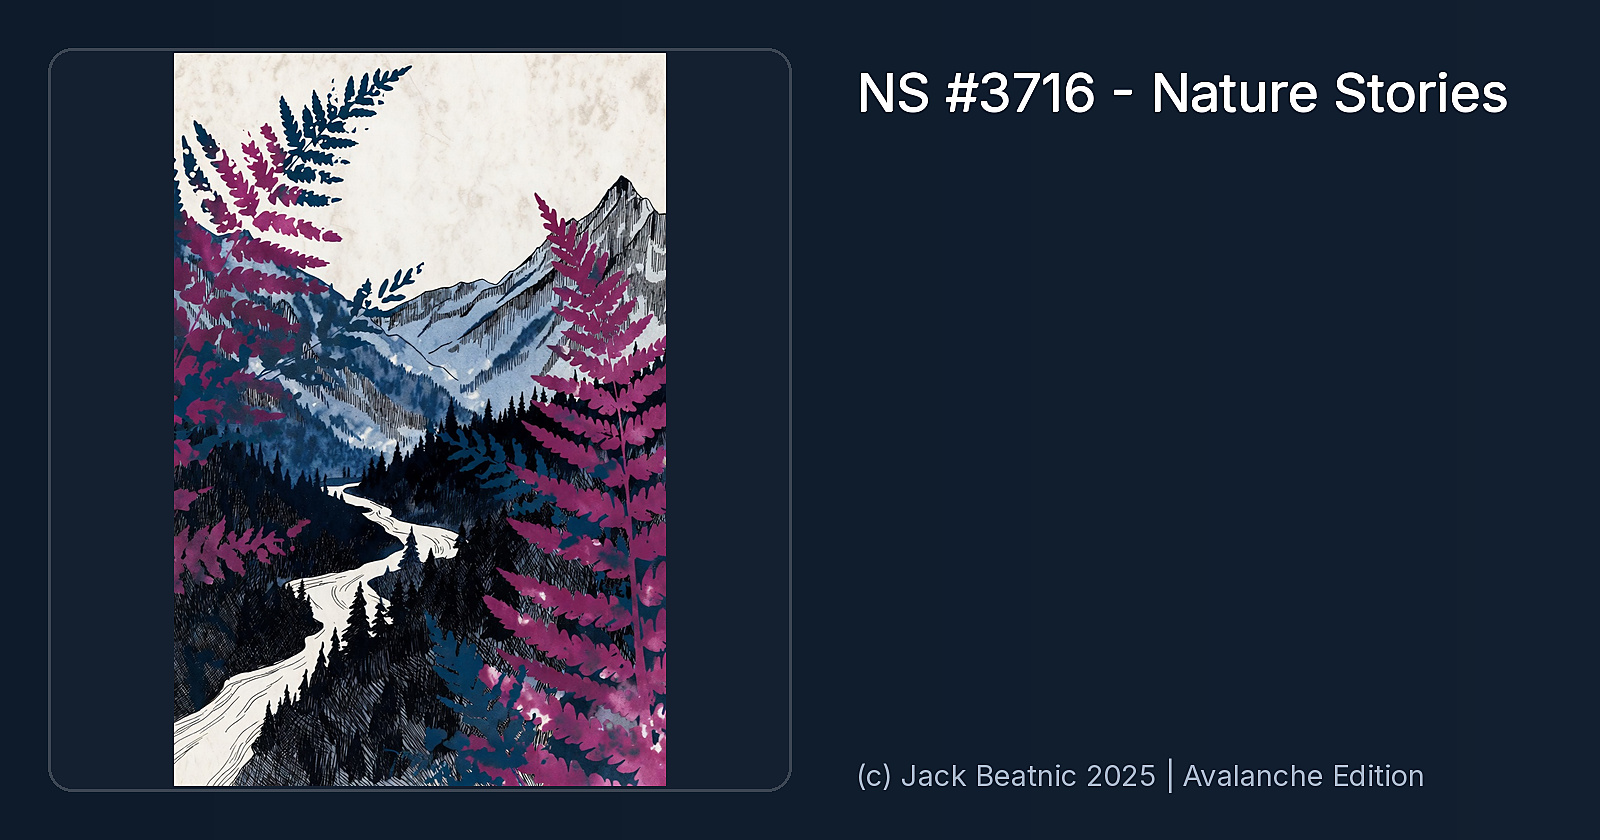 NS #3716 - Nature Stories
(c) Jack Beatnic 2025 | Avalanche Edition